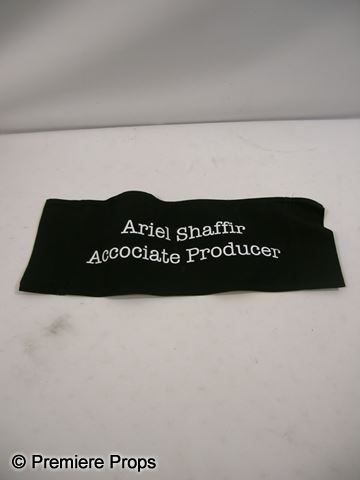 Ariel Shaffir
Accociate Producer
© Premiere Props